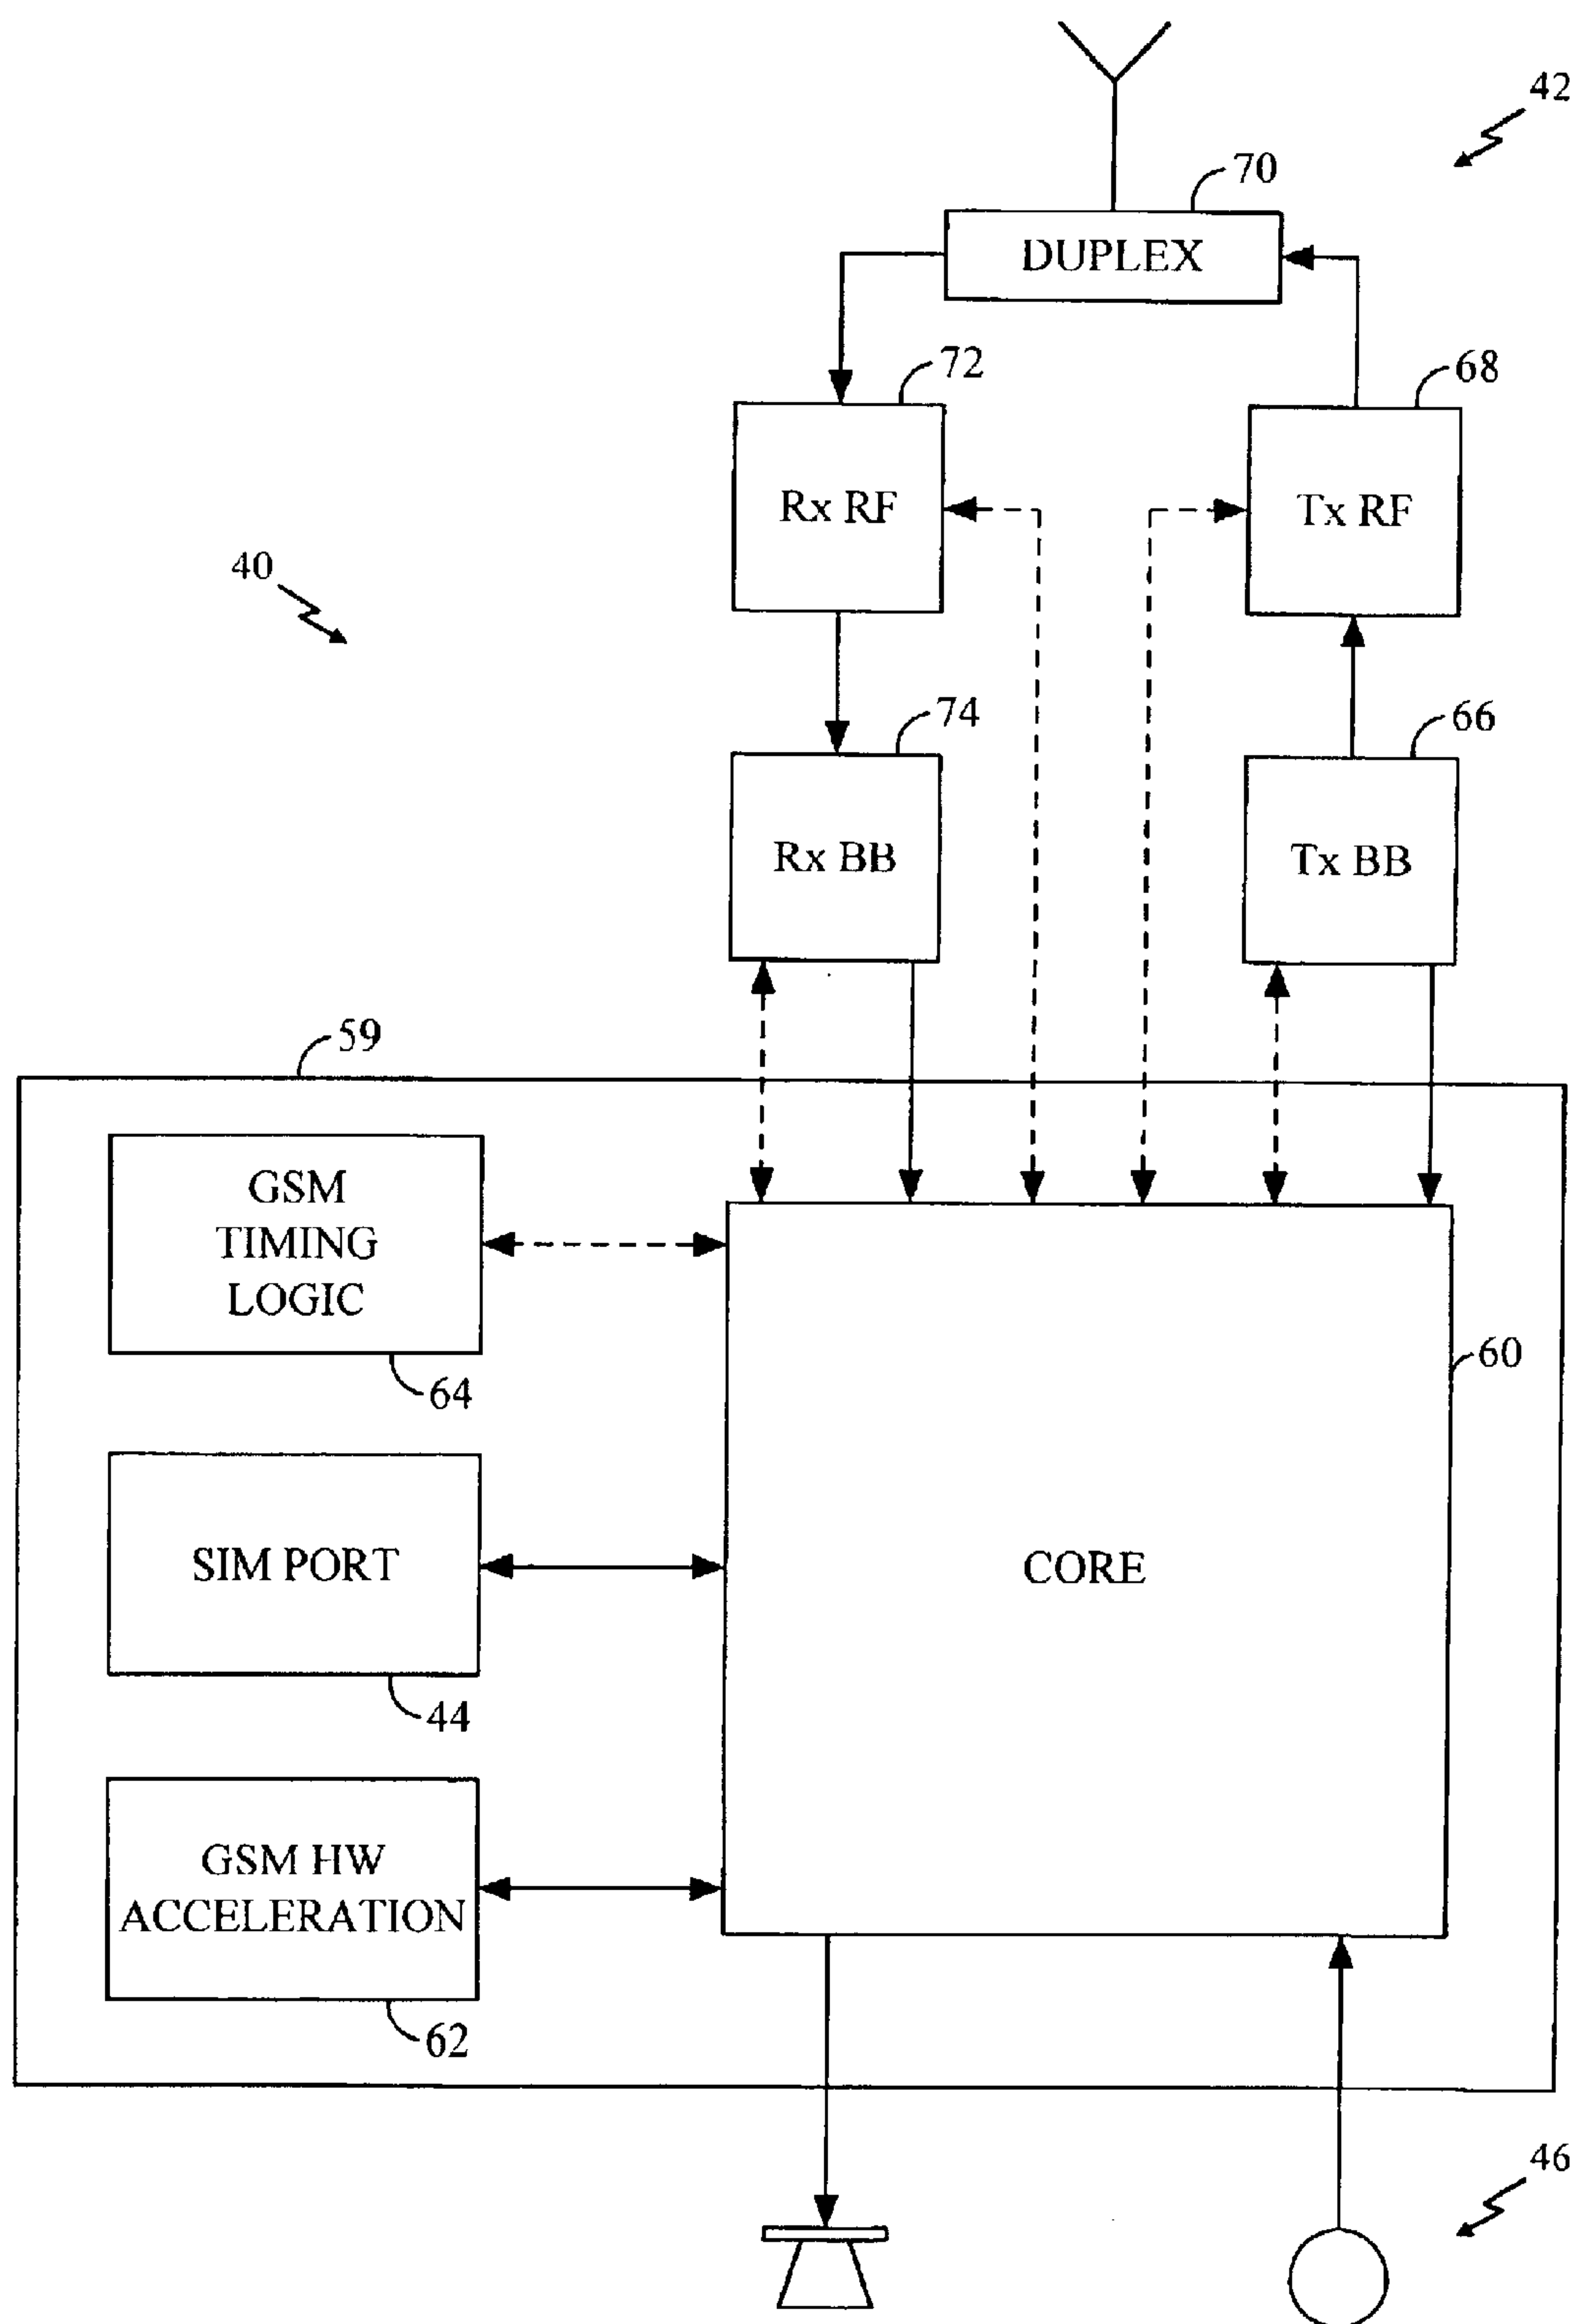 42
70
DUPLEX
72
68
Rx RF
Tx RF
40
74
66
Rx BB
Tx BB
59
GSM
TIMING
LOGIC
64
60
SIM PORT
CORE
44
GSM HW
ACCELERATION
62
46